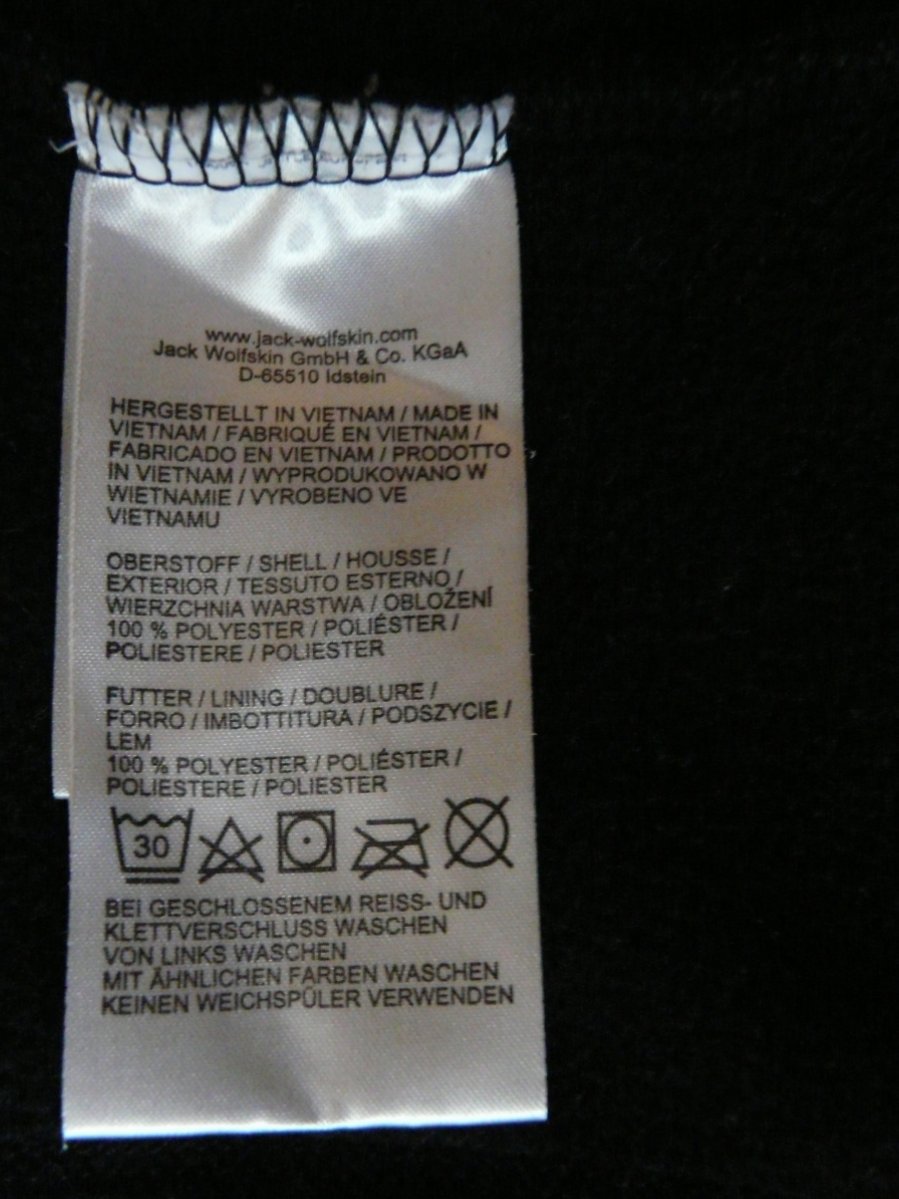 www.jack-wolfskin.com
Jack Wolfskin GmbH & Co. KGaA
D-65510 Idstein
HERGESTELLT IN VIETNAM / MADE IN
VIETNAM / FABRIQUÉ EN VIETNAM /
FABRICADO EN VIETNAM / PRODOTTO
IN VIETNAM / WYPRODUKOWANO W
WIETNAMIE / VYROBENO VE
VIETNAMU
OBERSTOFF / SHELL / HOUSSE /
EXTERIOR / TESSUTO ESTERNO /
WIERZCHNIA WARSTWA / OBLOŽENÍ
100 % POLYESTER / POLIÉSTER /
POLIESTERE / POLIESTER
FUTTER / LINING / DOUBLURE /
FORRO / IMBOTTITURA / PODSZYCIE /
LEM
100 % POLYESTER / POLIÉSTER /
POLIESTERE / POLIESTER
30
BEI GESCHLOSSENEM REISS- UND
KLETTVERSCHLUSS WASCHEN
VON LINKS WASCHEN
MIT ÄHNLICHEN FARBEN WASCHEN
KEINEN WEICHSPÜLER VERWENDEN